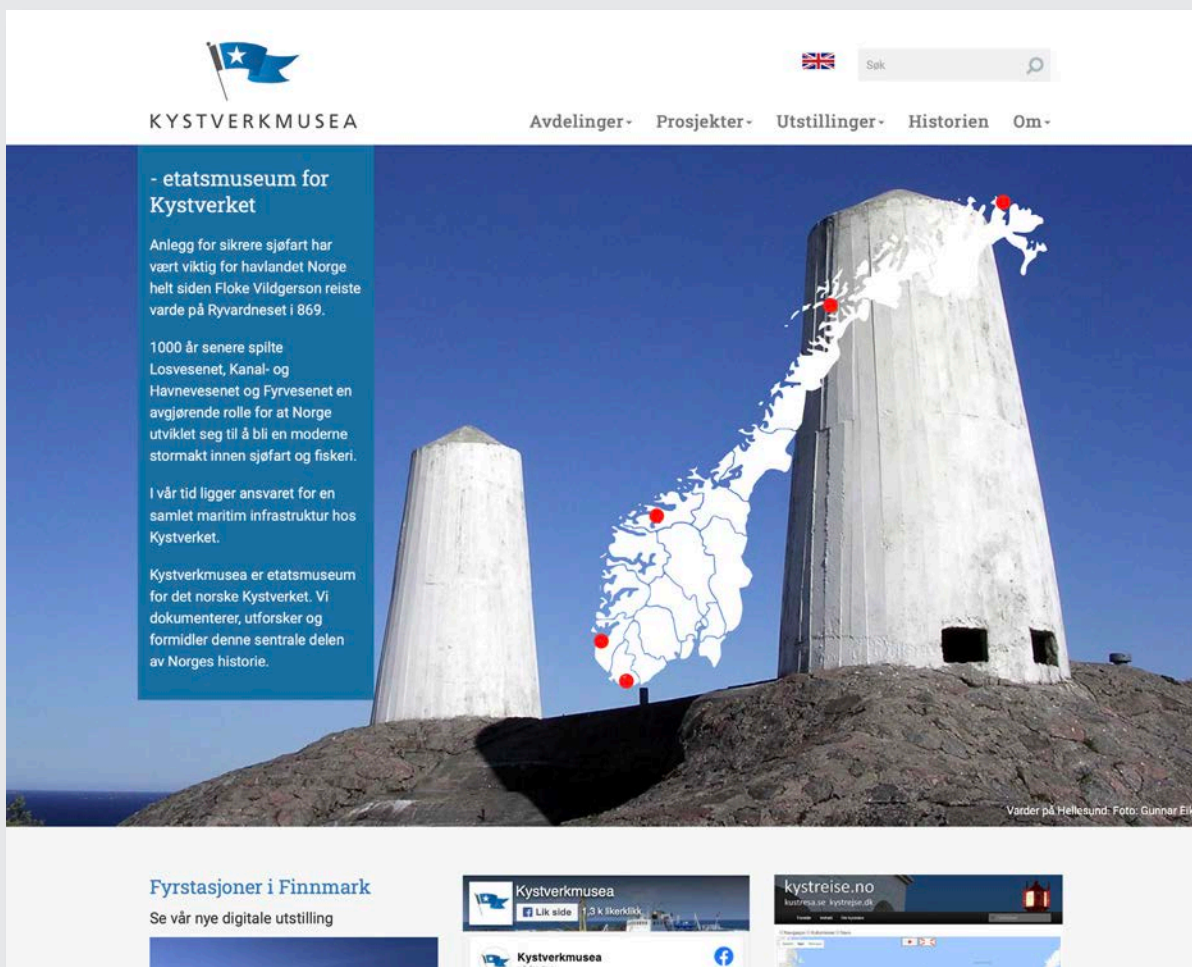 KYSTVERKMUSEA
Søk
Avdelinger Prosjekter Utstillinger Historien Om
- etatsmuseum for
Kystverket
Anlegg for sikrere sjøfart har
vært viktig for havlandet Norge
helt siden Floke Vildgerson reiste
varde på Ryvardneset i 869.
1000 år senere spilte
Losvesenet, Kanal- og
Havnevesenet og Fyrvesenet en
avgjørende rolle for at Norge
utviklet seg til å bli en moderne
stormakt innen sjøfart og fiskeri.
I vår tid ligger ansvaret for en
samlet maritim infrastruktur hos
Kystverket.
Kystverkmusea er etatsmuseum
for det norske Kystverket. Vi
dokumenterer, utforsker og
formidler denne sentrale delen
av Norges historie.
Varder på Hellesund. Foto: Gunnar
Fyrstasjoner i Finnmark
Se vår nye digitale utstilling
Kystverkmusea
Lik side 1,3 k likerklikk
Kystverkmusea
kystreise.no
kustresa.se kystrejse.dk